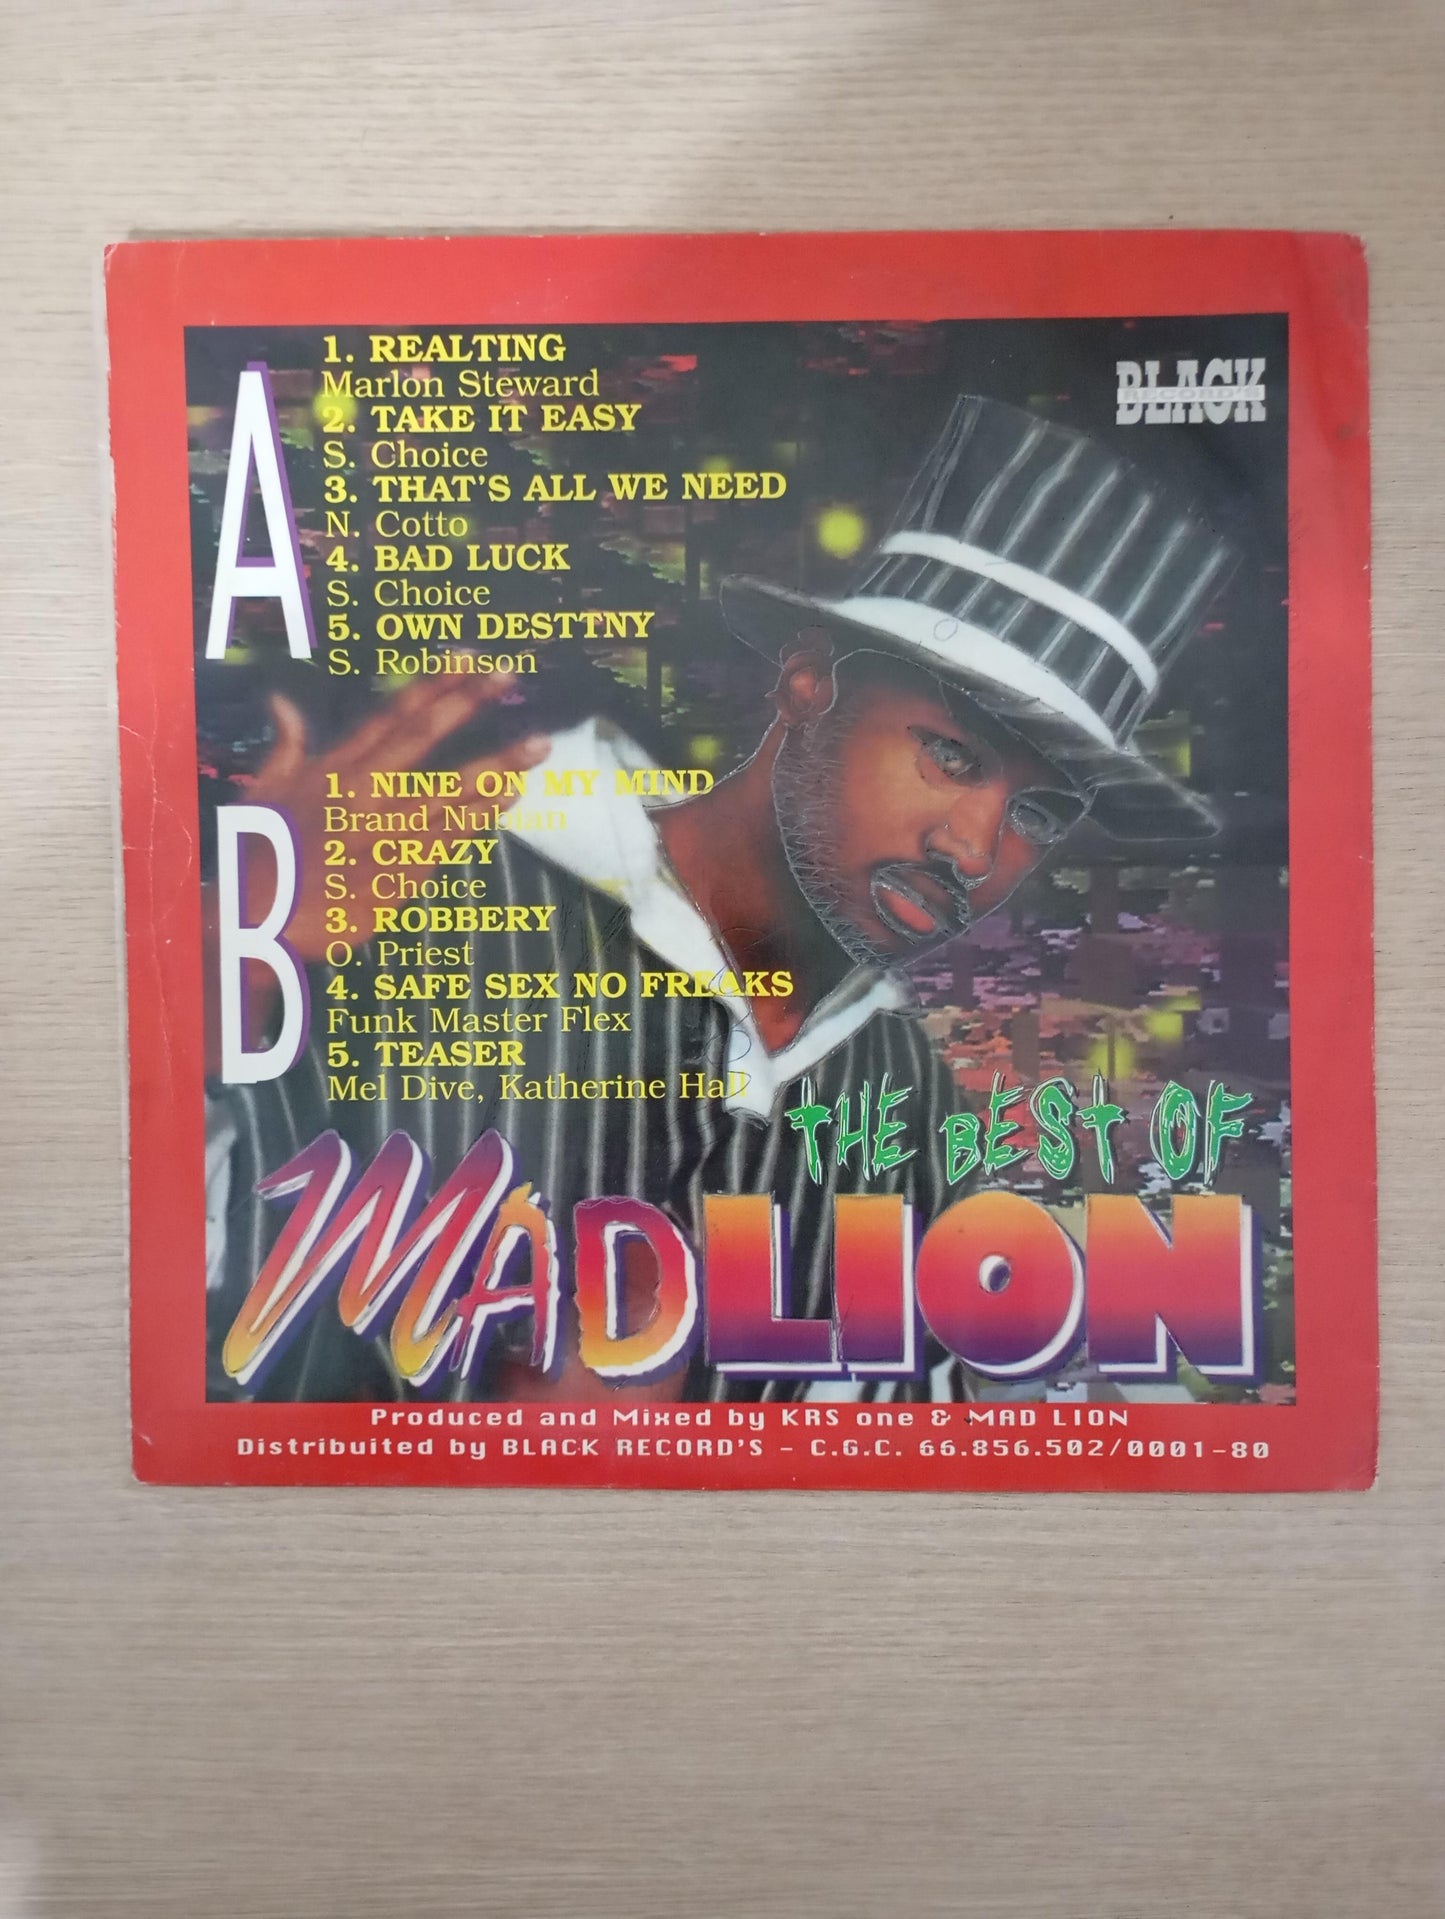 A
1. REALTING
Marlon Steward
2. TAKE IT EASY
S. Choice
3. THAT'S ALL WE NEED
N. Cotto
4. BAD LUCK
S. Choice
5. OWN DESTTNY
S. Robinson
BLACK
RECORD'S
B
1. NINE ON MY MIND
Brand Nubian
2. CRAZY
S. Choice
3. ROBBERY
O. Priest
4. SAFE SEX NO FREAKS
Funk Master Flex
5. TEASER
Mel Dive, Katherine Hall
THE BEST OF
MADLION
Produced and Mixed by KRS one & MAD LION
Distribuited by BLACK RECORD'S - C.G.C. 66.856.502/0001-80